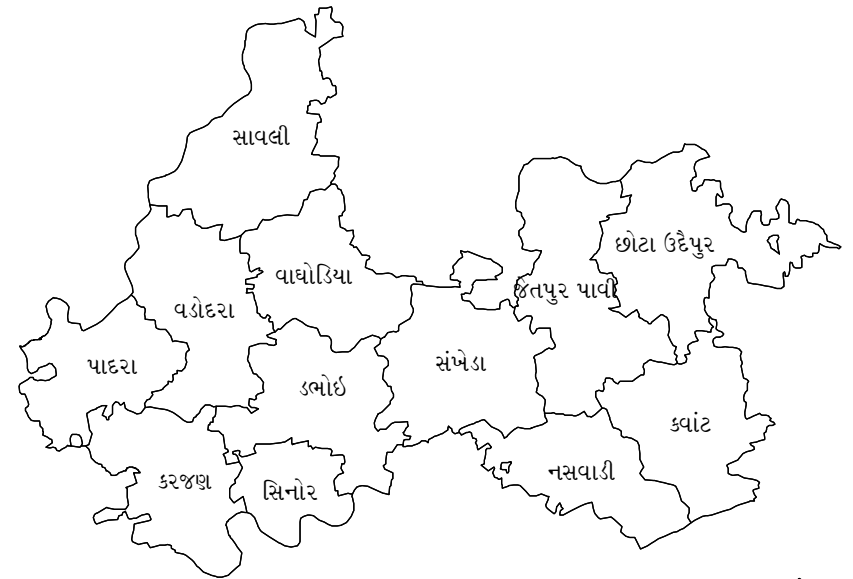 સાવલી
છોટા ઉદૈપુર
વાઘોડિયા
જેતપુર પાવી
વડોદરા
પાદરા
સંખેડા
ડભોઇ
કવાંટ
નસવાડી
કરજણ
સિનોર